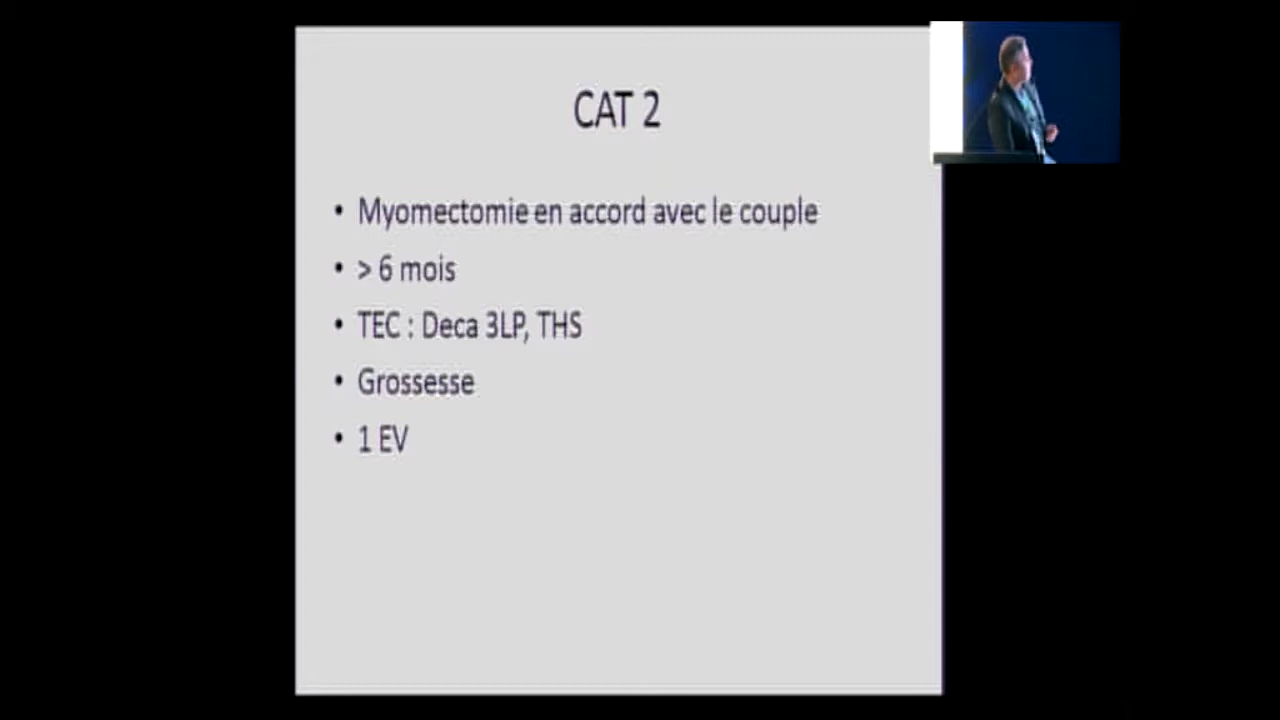 CAT 2
• Myomectomie en accord avec le couple
• > 6 mois
• TEC : Deca 3LP, THS
• Grossesse
• 1 EV